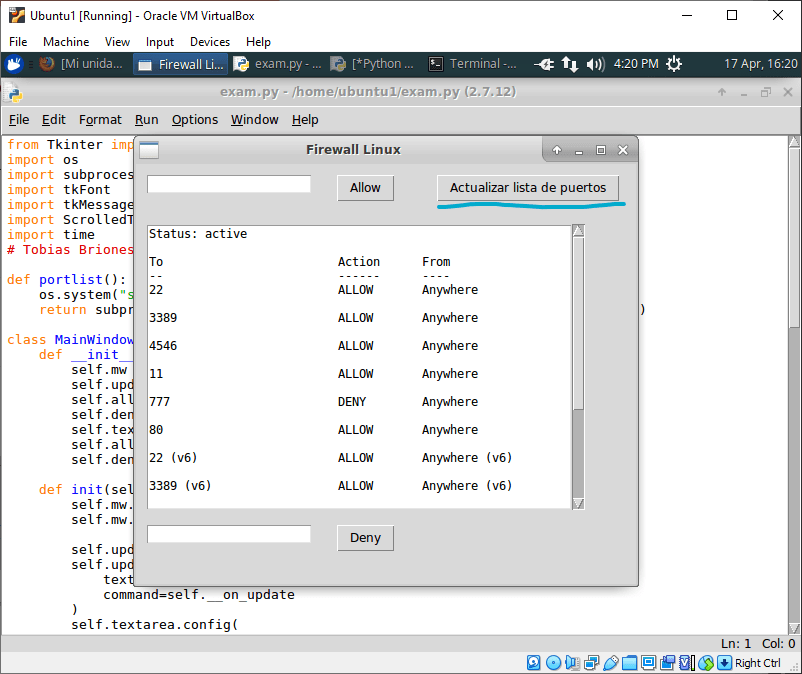 Ubuntu1 [Running] - Oracle VM VirtualBox
File Machine View Input Devices Help
[Mi unida... Firewall Li... exam.py - ... [*Python ... Terminal -... 4:20 PM 17 Apr, 16:20
exam.py - /home/ubuntu1/exam.py (2.7.12)
File Edit Format Run Options Window Help
from Tkinter imp
import os
import subproces
import tkFont
import tkMessage
import ScrolledT
import time
# Tobias Briones
def portlist():
os.system("s
return subpr )
class MainWindow
def __init__
self.mw
self.upd
self.all
self.den
self.tex
self.all
self.den
def init(sel
self.mw.
self.mw.
self.upd
self.upd
text
command=self.__on_update
)
self.textarea.config(
Firewall Linux
Allow
Actualizar lista de puertos
Status: active
To Action From
-- ------ ----
22 ALLOW Anywhere
3389 ALLOW Anywhere
4546 ALLOW Anywhere
11 ALLOW Anywhere
777 DENY Anywhere
80 ALLOW Anywhere
22 (v6) ALLOW Anywhere (v6)
3389 (v6) ALLOW Anywhere (v6)
Deny
Ln: 1 Col: 0
Right Ctrl